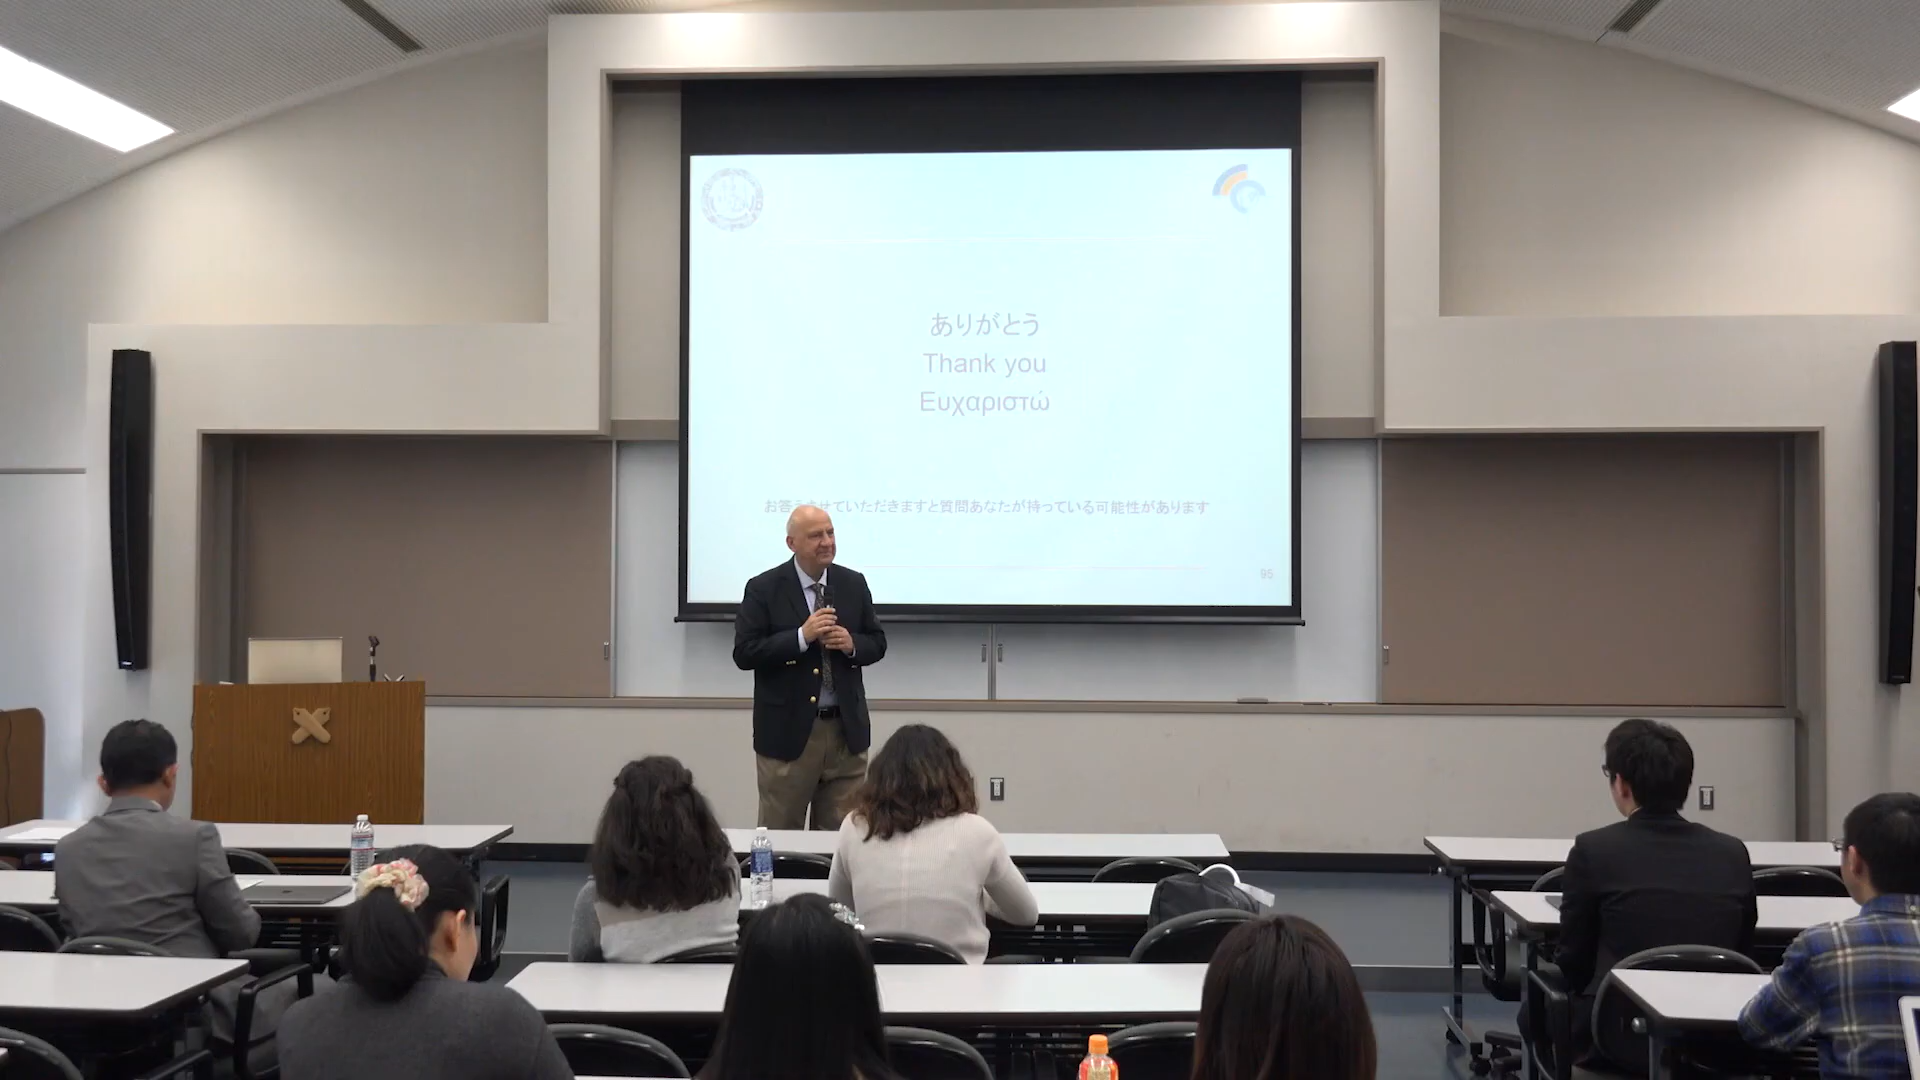 ありがとう
Thank you
Ευχαριστώ
お答えさせていただきますと質問あなたが持っている可能性があります
95